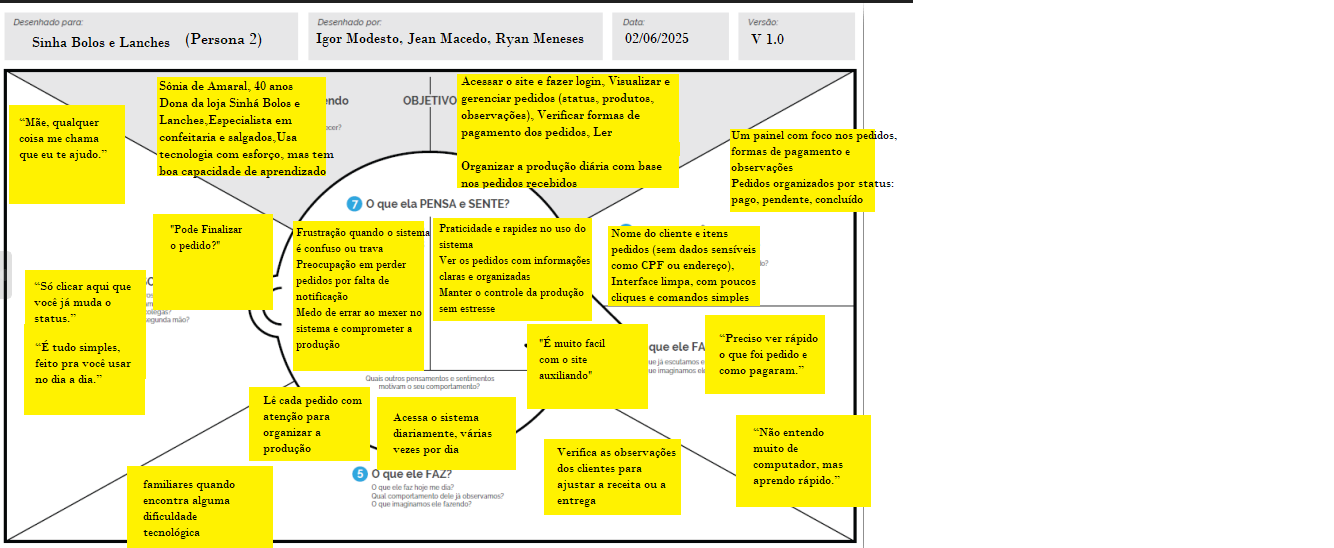 Desenhado para:
Sinha Bolos e Lanches (Persona 2)
Desenhado por:
Igor Modesto, Jean Macedo, Ryan Meneses
Data:
02/06/2025
Versão:
V 1.0
“Mãe, qualquer
coisa me chama
que eu te ajudo.”
Sônia de Amaral, 40 anos
Dona da loja Sinhá Bolos e
Lanches,Especialista em
confeitaria e salgados,Usa
tecnologia com esforço, mas tem
boa capacidade de aprendizado
endo
ecer?
OBJETIVO
Acessar o site e fazer login, Visualizar e
gerenciar pedidos (status, produtos,
observações), Verificar formas de
pagamento dos pedidos, Ler
Organizar a produção diária com base
nos pedidos recebidos
Um painel com foco nos pedidos,
formas de pagamento e
observações
Pedidos organizados por status:
pago, pendente, concluído
7 O que ela PENSA e SENTE?
"Pode Finalizar
o pedido?"
Frustração quando o sistema
é confuso ou trava
Preocupação em perder
pedidos por falta de
notificação
Medo de errar ao mexer no
sistema e comprometer a
produção
Praticidade e rapidez no uso do
sistema
Ver os pedidos com informações
claras e organizadas
Manter o controle da produção
sem estresse
Nome do cliente e itens
pedidos (sem dados sensíveis
como CPF ou endereço),
Interface limpa, com poucos
cliques e comandos simples
do?
“Só clicar aqui que
você já muda o
status.”
colegas?
segunda mão?
“É tudo simples,
feito pra você usar
no dia a dia.”
"É muito facil
com o site
auxiliando"
que ele FA
ue já escutamos e
ue imaginamos ele
“Preciso ver rápido
o que foi pedido e
como pagaram.”
Quais outros pensamentos e sentimentos
motivam o seu comportamento?
Lê cada pedido com
atenção para
organizar a
produção
Acessa o sistema
diariamente, várias
vezes por dia
Verifica as observações
dos clientes para
ajustar a receita ou a
entrega
“Não entendo
muito de
computador, mas
aprendo rápido.”
5 O que ele FAZ?
O que ele faz hoje me dia?
Qual comportamento dele já observamos?
O que imaginamos ele fazendo?
familiares quando
encontra alguma
dificuldade
tecnológica